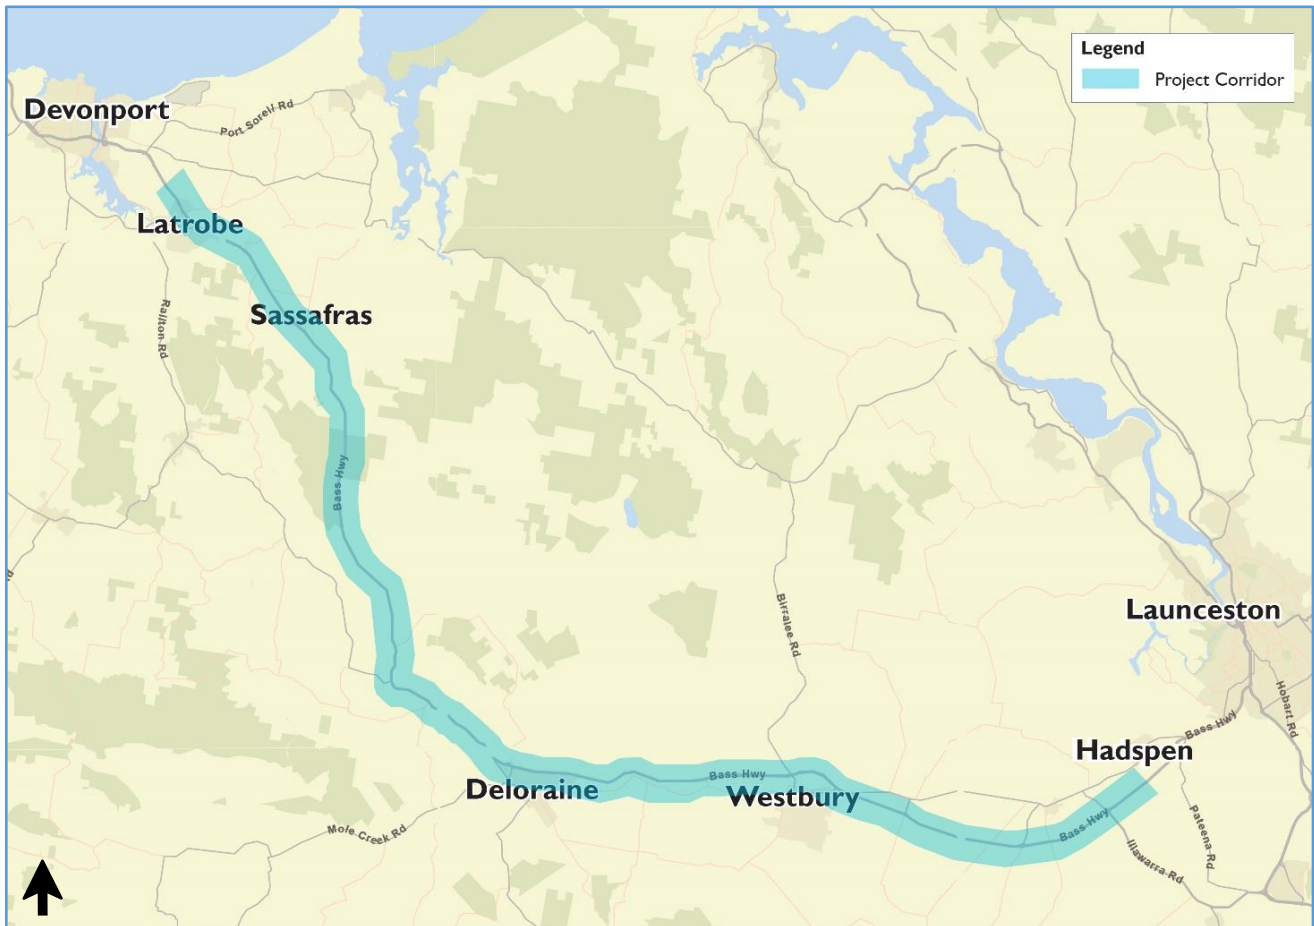 Legend
Project Corridor
Devonport
Port Sorell Rd
Latrobe
Railton Rd
Sassafras
Bass Hwy
Birralee Rd
Launceston
Hobart Rd
Bass Hwy
Hadspen
Bass Hwy
Deloraine
Westbury
Bass Hwy
Pateena Rd
Mole Creek Rd
Illawarra Rd